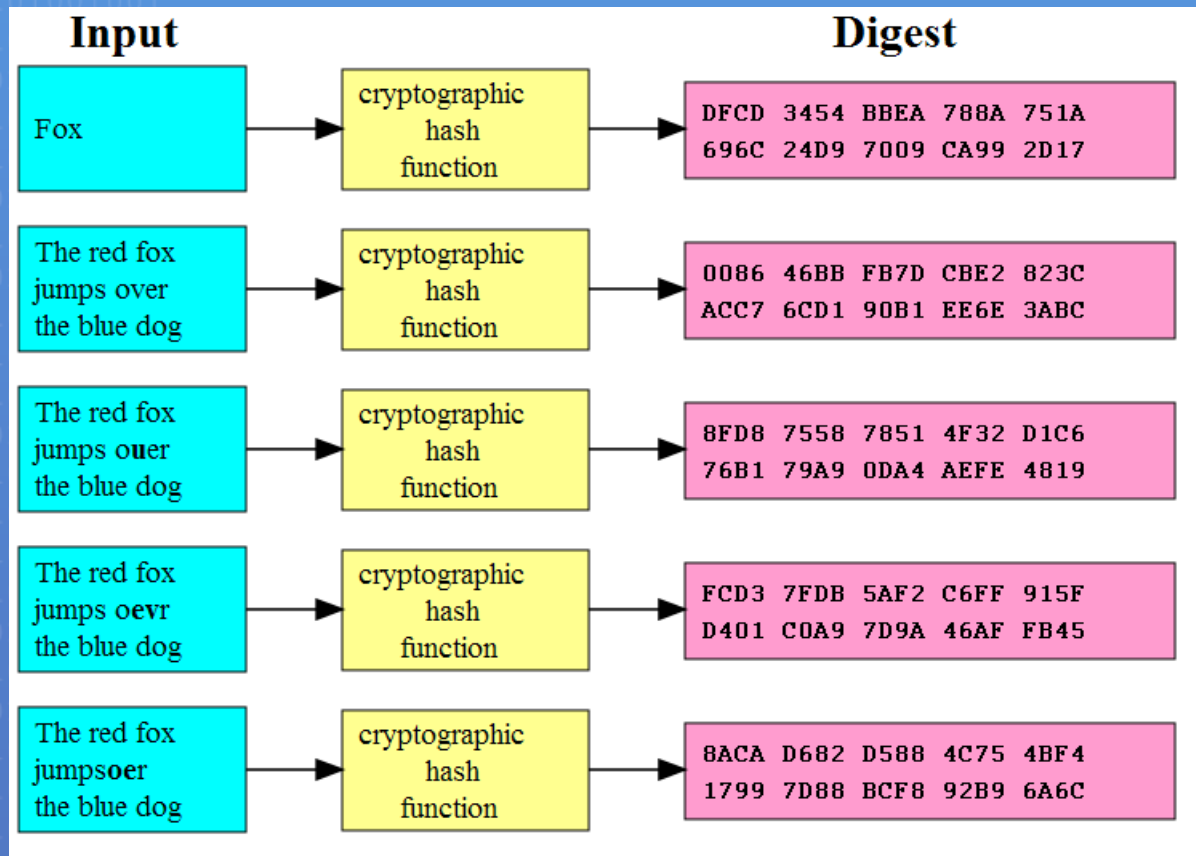 Input
Digest
Fox
cryptographic
hash
function
DFCD 3454 BBEA 788A 751A
696C 24D9 7009 CA99 2D17
The red fox
jumps over
the blue dog
cryptographic
hash
function
0086 46BB FB7D CBE2 823C
ACC7 6CD1 90B1 EE6E 3ABC
The red fox
jumps ouer
the blue dog
cryptographic
hash
function
8FD8 7558 7851 4F32 D1C6
76B1 79A9 0DA4 AEFE 4819
The red fox
jumps oevr
the blue dog
cryptographic
hash
function
FCD3 7FDB 5AF2 C6FF 915F
D401 C0A9 7D9A 46AF FB45
The red fox
jumpsoer
the blue dog
cryptographic
hash
function
8ACA D682 D588 4C75 4BF4
1799 7D88 BCF8 92B9 6A6C